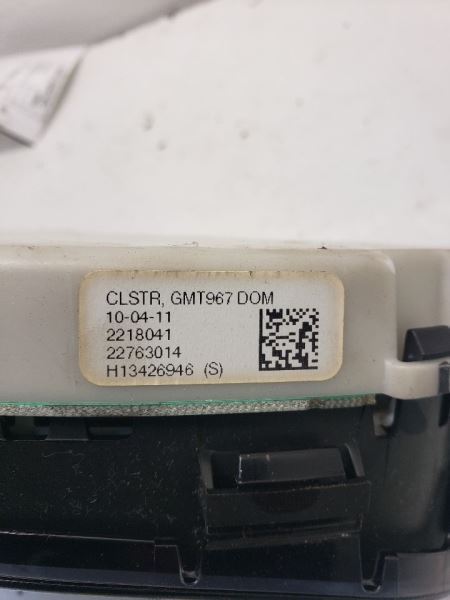 CLSTR, GMT967 DOM
10-04-11
2218041
22763014
H13426946 (S)